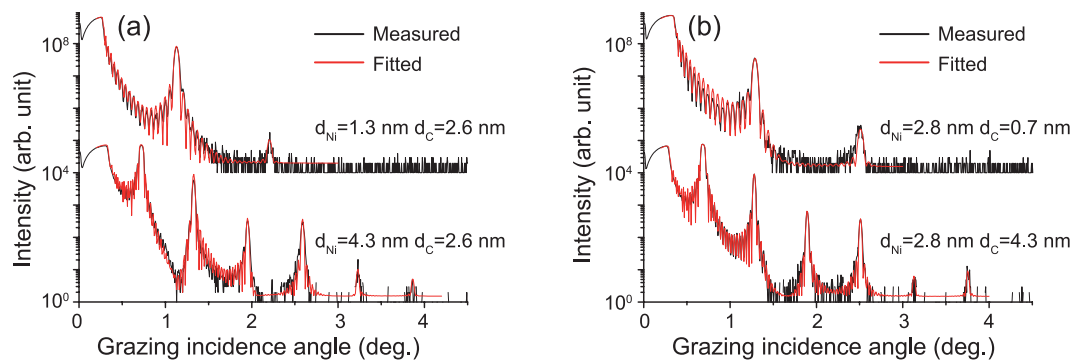 (a)
Measured
Fitted
d_Ni=1.3 nm d_C=2.6 nm
d_Ni=4.3 nm d_C=2.6 nm
10^8
10^4
10^0
Intensity (arb. unit)
0 1 2 3 4
Grazing incidence angle (deg.)
(b)
Measured
Fitted
d_Ni=2.8 nm d_C=0.7 nm
d_Ni=2.8 nm d_C=4.3 nm
10^8
10^4
10^0
Intensity (arb. unit)
0 1 2 3 4
Grazing incidence angle (deg.)